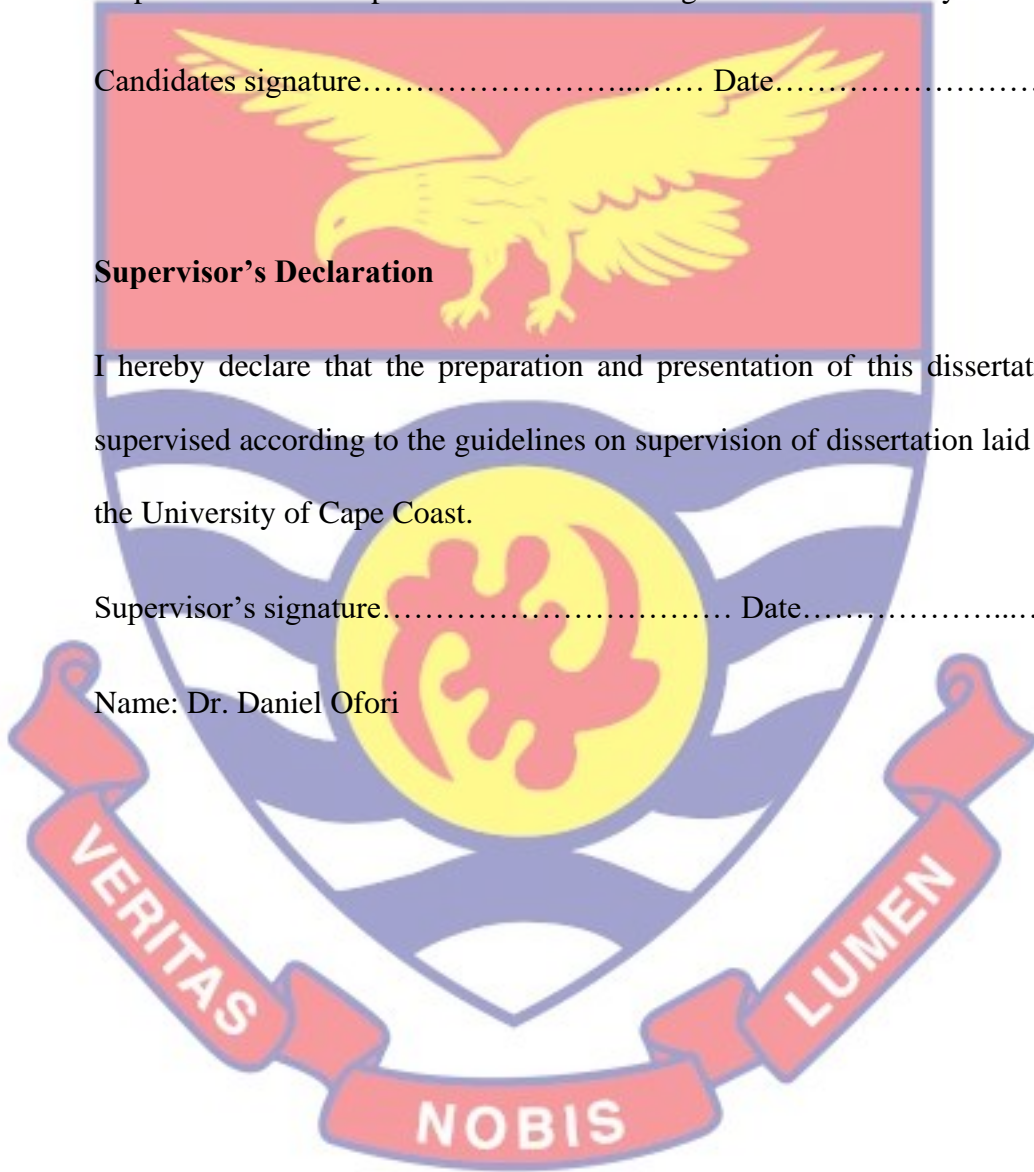 Candidates signature……………………...…… Date……………………
Supervisor’s Declaration
I hereby declare that the preparation and presentation of this
supervised according to the guidelines on supervision of dissertation laid
the University of Cape Coast.
Supervisor’s signature…………………………… Date………………...…
Name: Dr. Daniel Ofori
VERITAS
NOBIS
LUMEN